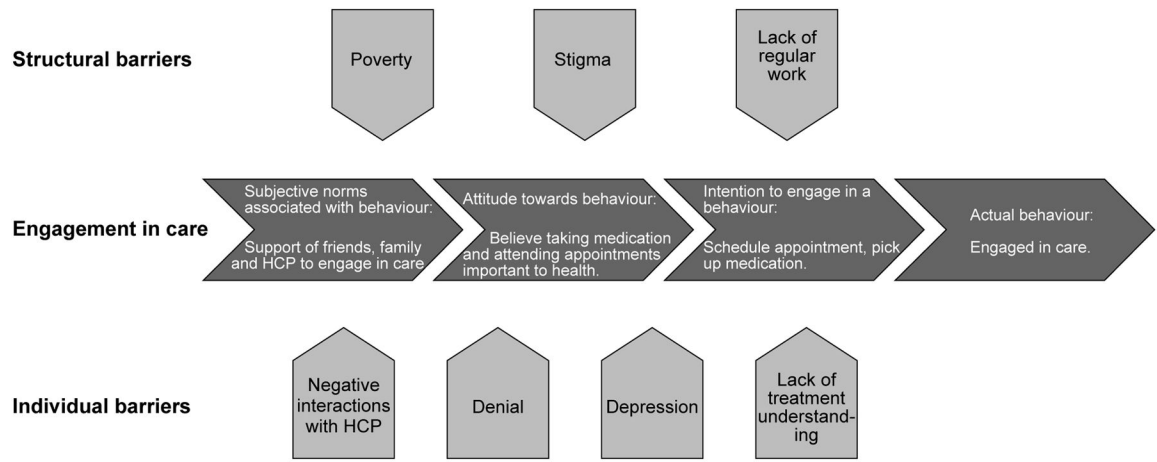 Structural barriers
Poverty
Stigma
Lack of
regular
work
Engagement in care
Subjective norms
associated with behaviour:
Support of friends, family
and HCP to engage in care
Attitude towards behaviour:
Believe taking medication
and attending appointments
important to health.
Intention to engage in a
behaviour:
Schedule appointment, pick
up medication.
Actual behaviour:
Engaged in care.
Individual barriers
Negative
interactions
with HCP
Denial
Depression
Lack of
treatment
understand-
ing